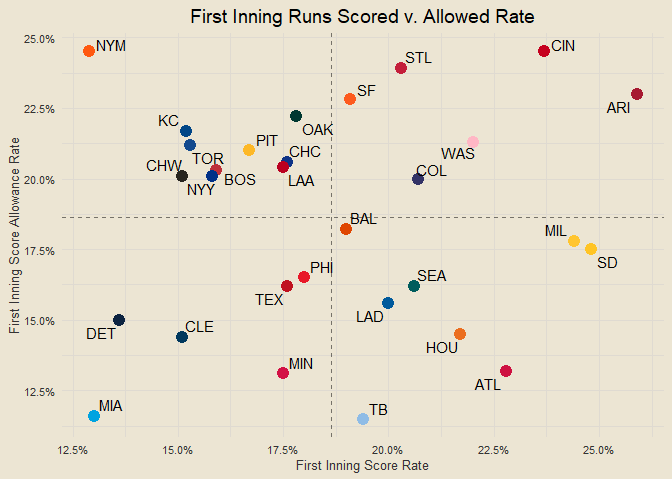 First Inning Runs Scored v. Allowed Rate
25.0%
22.5%
20.0%
17.5%
15.0%
12.5%
First Inning Score Allowance Rate
NYM
STL
CIN
SF
ARI
KC
OAK
TOR
PIT
WAS
CHC
CHW
NYY
BOS
LAA
COL
BAL
MIL
SD
PHI
TEX
SEA
LAD
DET
CLE
HOU
MIN
ATL
MIA
TB
12.5%
15.0%
17.5%
20.0%
22.5%
25.0%
First Inning Score Rate